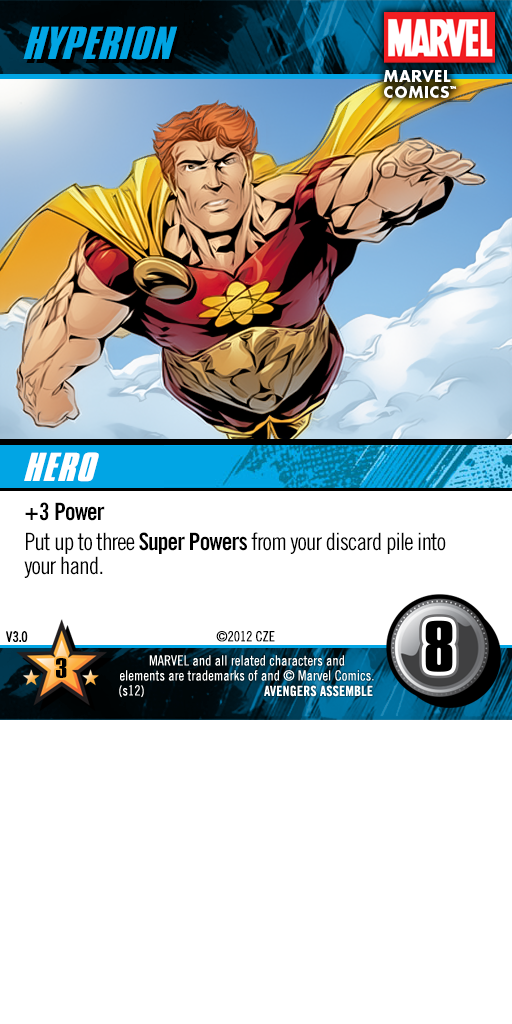 HYPERION
MARVEL
MARVEL
COMICS™
HERO
+3 Power
Put up to three Super Powers from your discard pile into
your hand.
V3.0
©2012 CZE
3
8
MARVEL and all related characters and
elements are trademarks of and © Marvel Comics.
(s12) AVENGERS ASSEMBLE